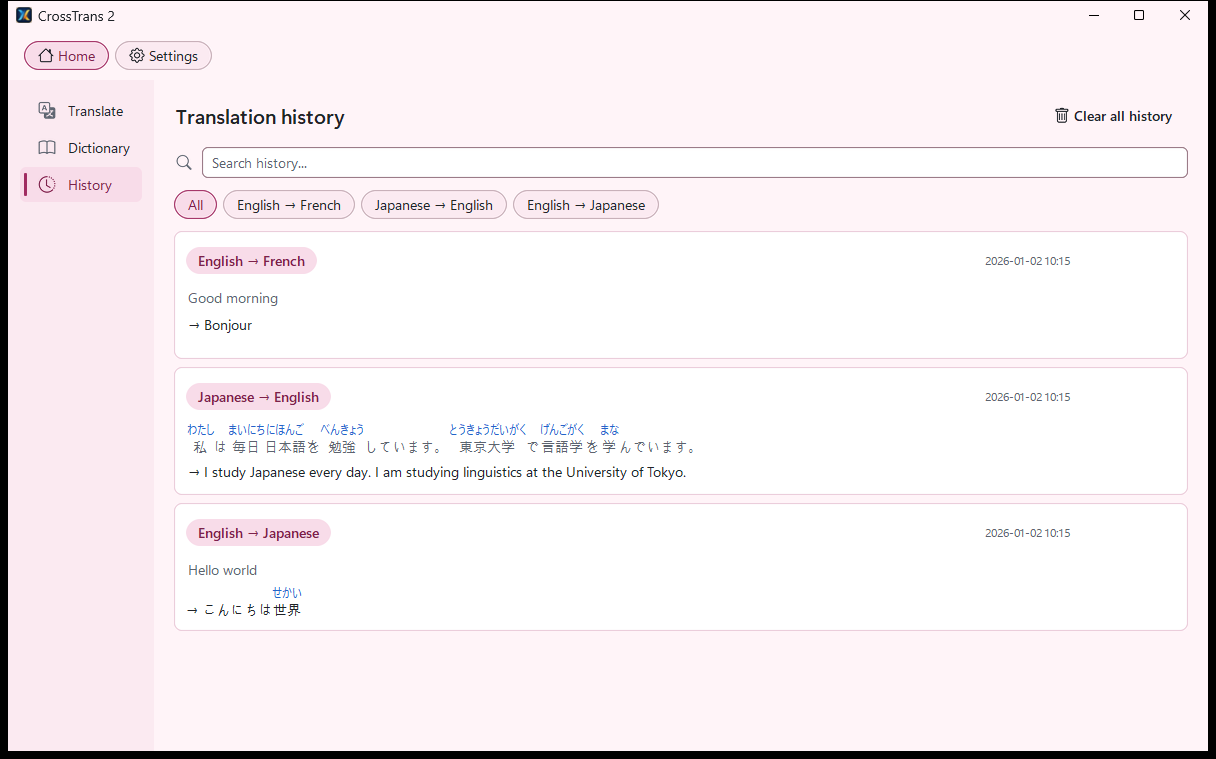 CrossTrans 2
Home
Settings
Translate
Dictionary
History
Translation history
Clear all history
Search history...
All
English → French
Japanese → English
English → Japanese
English → French
2026-01-02 10:15
Good morning
→ Bonjour
Japanese → English
2026-01-02 10:15
わたし まいにちにほんご べんきょう とうきょうだいがく げんごがく まな
私は毎日日本語を勉強しています。 東京大学で言語学を学んでいます。
→ I study Japanese every day. I am studying linguistics at the University of Tokyo.
English → Japanese
2026-01-02 10:15
Hello world
せかい
→ こんにちは世界